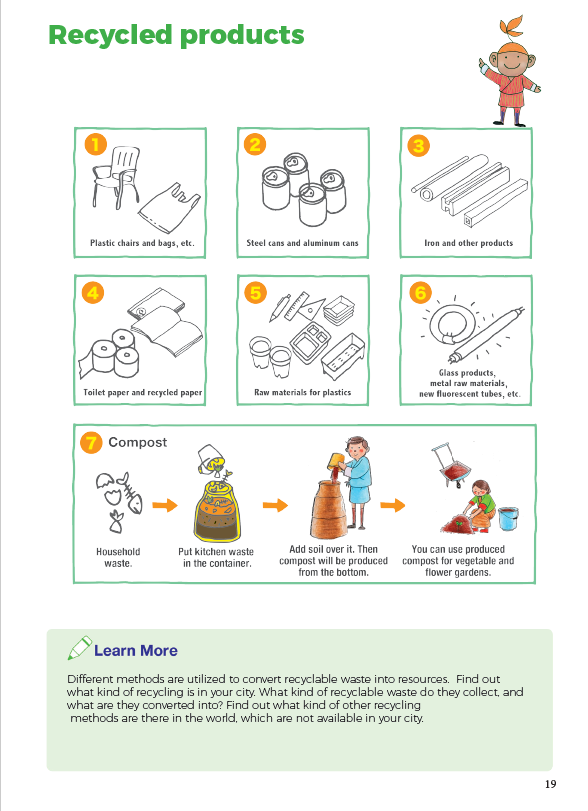 Recycled products
1
Plastic chairs and bags, etc.
2
Steel cans and aluminum cans
3
Iron and other products
4
Toilet paper and recycled paper
5
Raw materials for plastics
6
Glass products,
metal raw materials,
new fluorescent tubes, etc.
7 Compost
Household
waste.
Put kitchen waste
in the container.
Add soil over it. Then
compost will be produced
from the bottom.
You can use produced
compost for vegetable and
flower gardens.
Learn More
Different methods are utilized to convert recyclable waste into resources.  Find out
what kind of recycling is in your city. What kind of recyclable waste do they collect, and
what are they converted into? Find out what kind of other recycling
methods are there in the world, which are not available in your city.
19